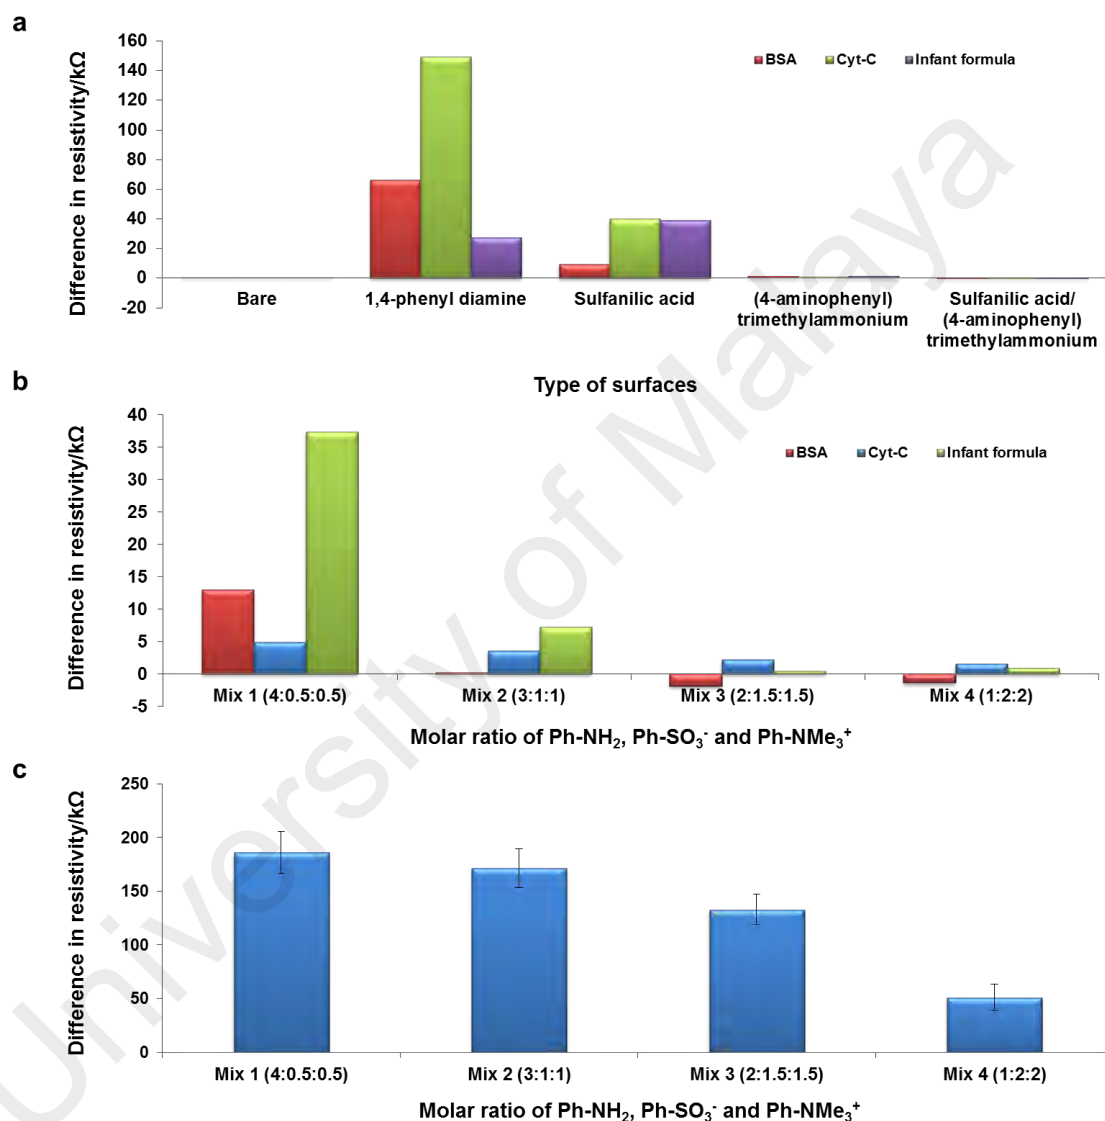 a
Difference in resistivity/kΩ
160
140
120
100
80
60
40
20
0
-20
BSA Cyt-C Infant formula
Bare 1,4-phenyl diamine Sulfanilic acid (4-aminophenyl) trimethylammonium Sulfanilic acid/ (4-aminophenyl) trimethylammonium
Type of surfaces
b
Difference in resistivity/kΩ
40
35
30
25
20
15
10
5
0
-5
BSA Cyt-C Infant formula
Mix 1 (4:0.5:0.5) Mix 2 (3:1:1) Mix 3 (2:1.5:1.5) Mix 4 (1:2:2)
Molar ratio of Ph-NH₂, Ph-SO₃⁻ and Ph-NMe₃⁺
c
Difference in resistivity/kΩ
250
200
150
100
50
0
Mix 1 (4:0.5:0.5) Mix 2 (3:1:1) Mix 3 (2:1.5:1.5) Mix 4 (1:2:2)
Molar ratio of Ph-NH₂, Ph-SO₃⁻ and Ph-NMe₃⁺
University of Malaya